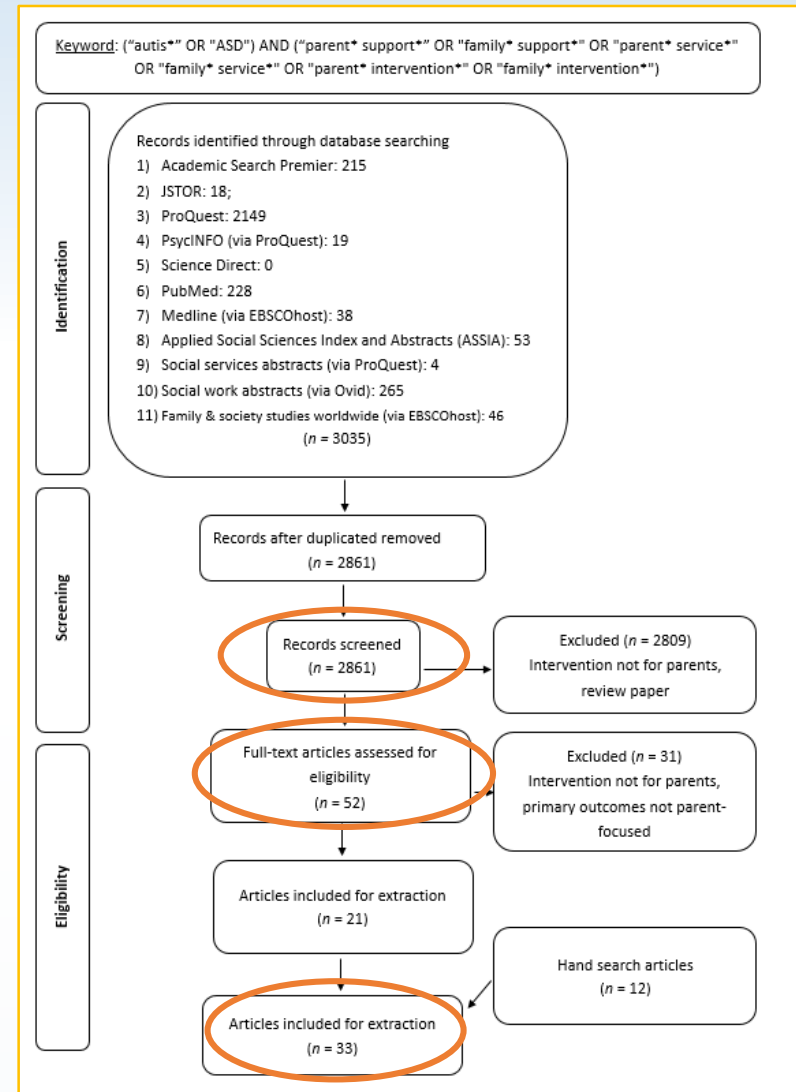 Keyword: (“autis*” OR "ASD") AND (“parent* support*” OR "family* support*" OR "parent* service*"
OR "family* service*" OR "parent* intervention*" OR "family* intervention*")
Identification
Records identified through database searching
1) Academic Search Premier: 215
2) JSTOR: 18;
3) ProQuest: 2149
4) PsycINFO (via ProQuest): 19
5) Science Direct: 0
6) PubMed: 228
7) Medline (via EBSCOhost): 38
8) Applied Social Sciences Index and Abstracts (ASSIA): 53
9) Social services abstracts (via ProQuest): 4
10) Social work abstracts (via Ovid): 265
11) Family & society studies worldwide (via EBSCOhost): 46
(n = 3035)
Screening
Records after duplicated removed
(n = 2861)
Records screened
(n = 2861)
Excluded (n = 2809)
Intervention not for parents,
review paper
Eligibility
Full-text articles assessed for
eligibility
(n = 52)
Excluded (n = 31)
Intervention not for parents,
primary outcomes not parent-
focused
Articles included for extraction
(n = 21)
Hand search articles
(n = 12)
Articles included for extraction
(n = 33)